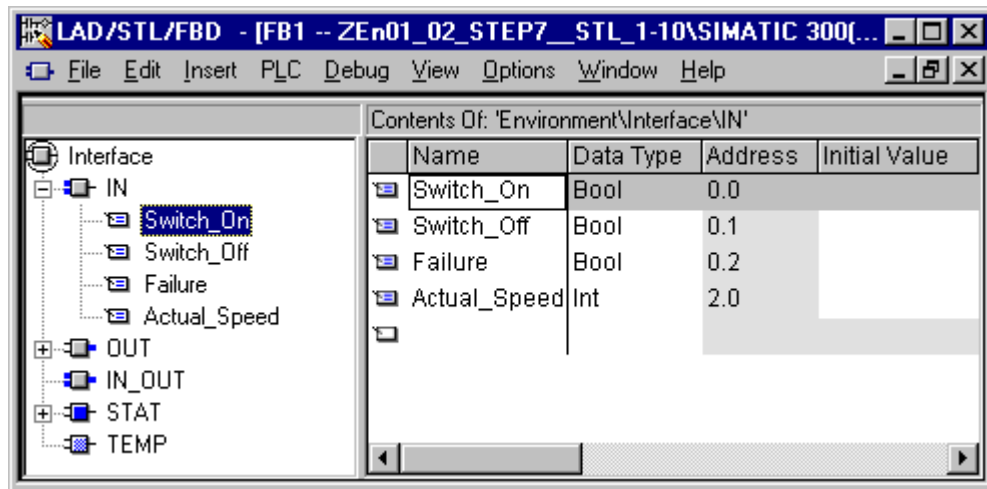 LAD/STL/FBD - [FB1 -- ZEn01_02_STEP7__STL_1-10\SIMATIC 300(...
File Edit Insert PLC Debug View Options Window Help
Contents Of: 'Environment\Interface\IN'
Interface
IN
Switch_On
Switch_Off
Failure
Actual_Speed
OUT
IN_OUT
STAT
TEMP
Name Data Type Address Initial Value
Switch_On Bool 0.0
Switch_Off Bool 0.1
Failure Bool 0.2
Actual_Speed Int 2.0